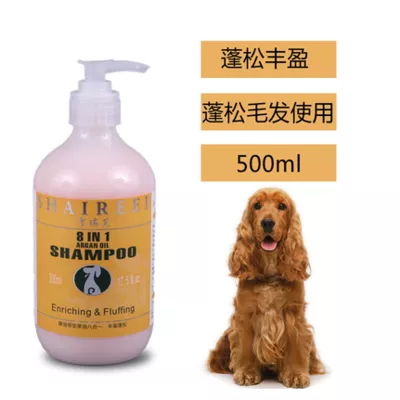 SHAIREEI
8 IN 1
ARGAN OIL
SHAMPOO
Enriching & Fluffing
蓬松丰盈
蓬松毛发使用
500ml